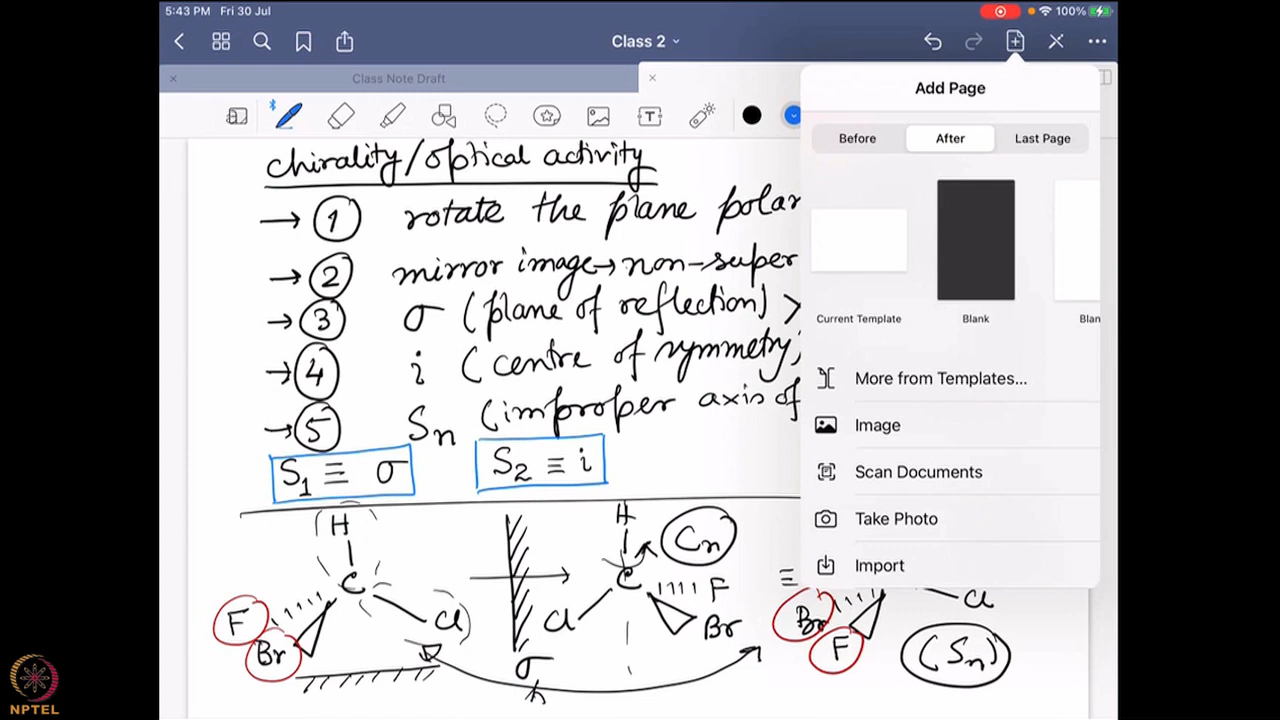 5:43 PM Fri 30 Jul
100%
Class 2
Class Note Draft
Add Page
Before After Last Page
Current Template Blank Blan
More from Templates...
Image
Scan Documents
Take Photo
Import
chirality/optical activity
→ 1 rotate the plane polar
→ 2 mirror image → non-super
→ 3 σ (plane of reflection) >
→ 4 i (centre of symmetry)
→ 5 Sn (improper axis of
S1 ≡ σ S2 ≡ i
(H) H Cn
C C F ≡
F Cl Cl Br Br Cl
Br F (Sn)
σh
NPTEL